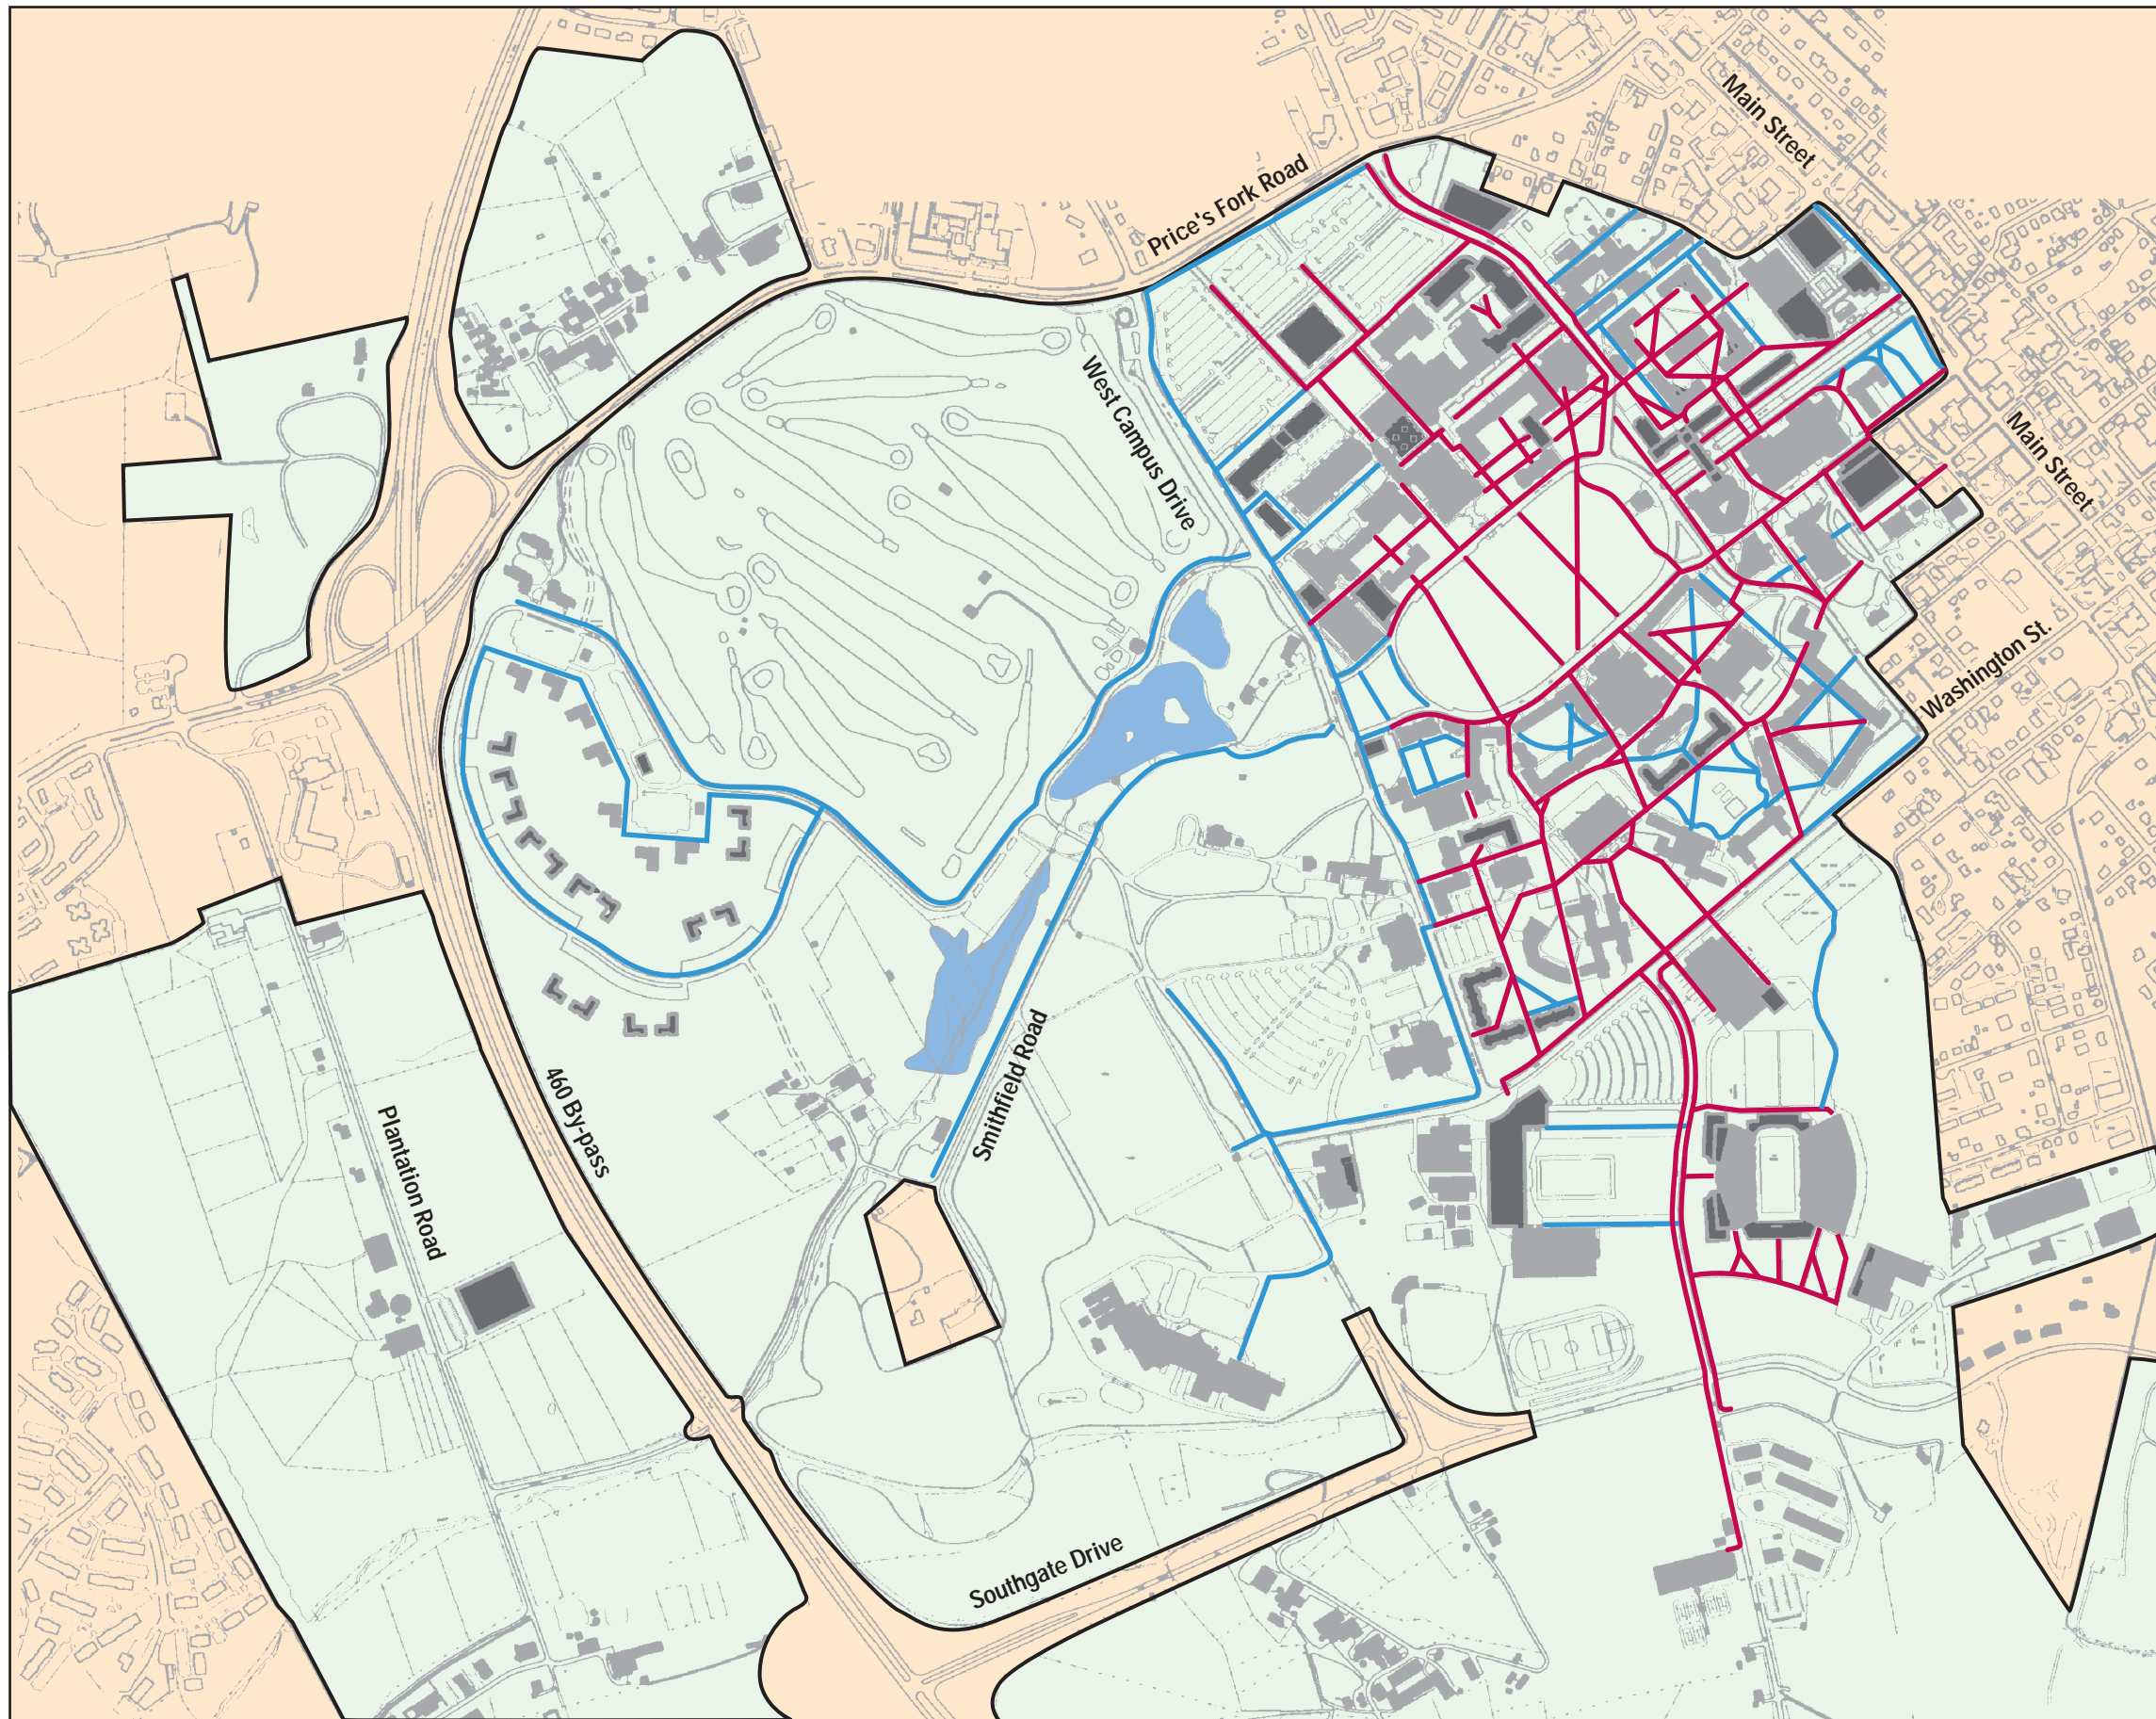 Main Street
Price's Fork Road
West Campus Drive
Main Street
Washington St.
Smithfield Road
460 By-pass
Plantation Road
Southgate Drive